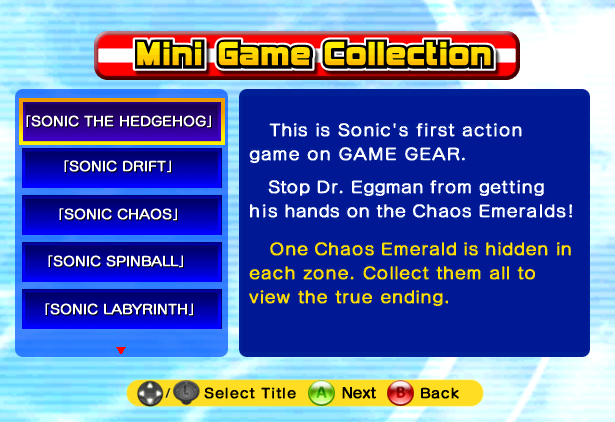 Mini Game Collection
「SONIC THE HEDGEHOG」
「SONIC DRIFT」
「SONIC CHAOS」
「SONIC SPINBALL」
「SONIC LABYRINTH」
This is Sonic's first action
game on GAME GEAR.
Stop Dr. Eggman from getting
his hands on the Chaos Emeralds!
One Chaos Emerald is hidden in
each zone. Collect them all to
view the true ending.
/ Select Title A Next B Back